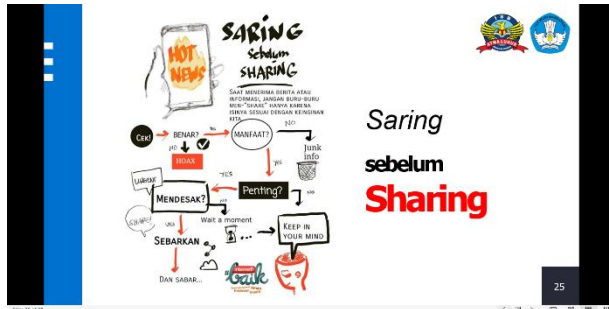 SARING
Sebelum
SHARING
HOT
NEWS
SAAT MENERIMA BERITA ATAU
INFORMASI, JANGAN BURU-BURU
MEN-"SHARE" HANYA KARENA
ISINYA SESUAI DENGAN KEINGINAN
KITA
CEK!
BENAR?
YES
MANFAAT?
NO
NO
HOAX
Junk
info
YES
YES
Penting?
NO
URGENT
MENDESAK?
NO
Wait a moment
...
KEEP IN
YOUR MIND
SEBARKAN
DAN SABAR...
baik
Saring
sebelum
Sharing
25